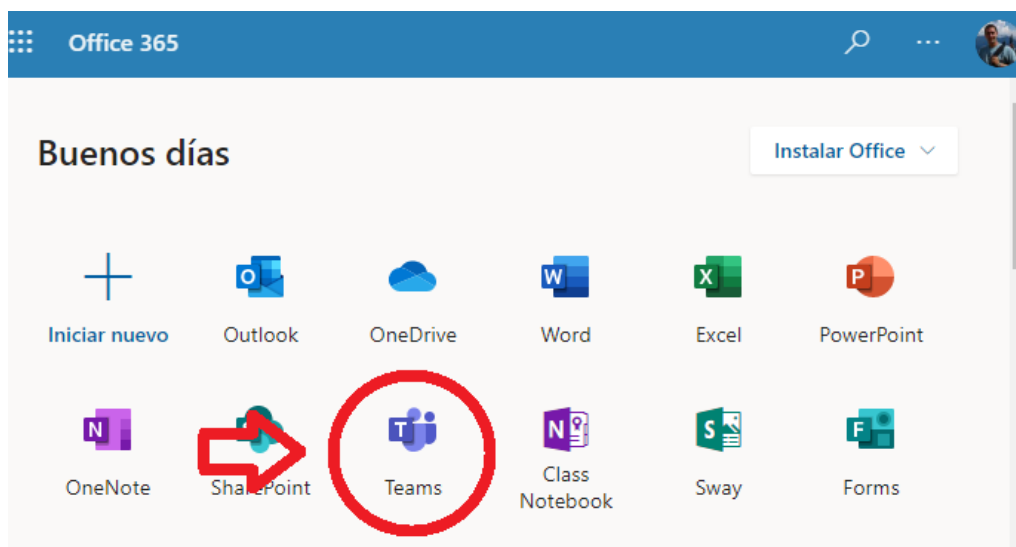 Office 365
Buenos días
Instalar Office
Iniciar nuevo
Outlook
OneDrive
Word
Excel
PowerPoint
OneNote
SharePoint
Teams
Class
Notebook
Sway
Forms